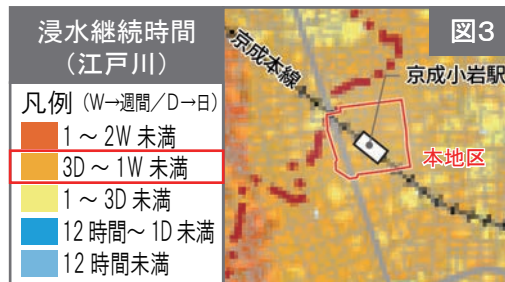 浸水継続時間
(江戸川)
凡例 (W→週間/D→日)
1 ~ 2W 未満
3D ~ 1W 未満
1 ~ 3D 未満
12 時間~ 1D 未満
12 時間未満
図3
京成本線
京成小岩駅
本地区